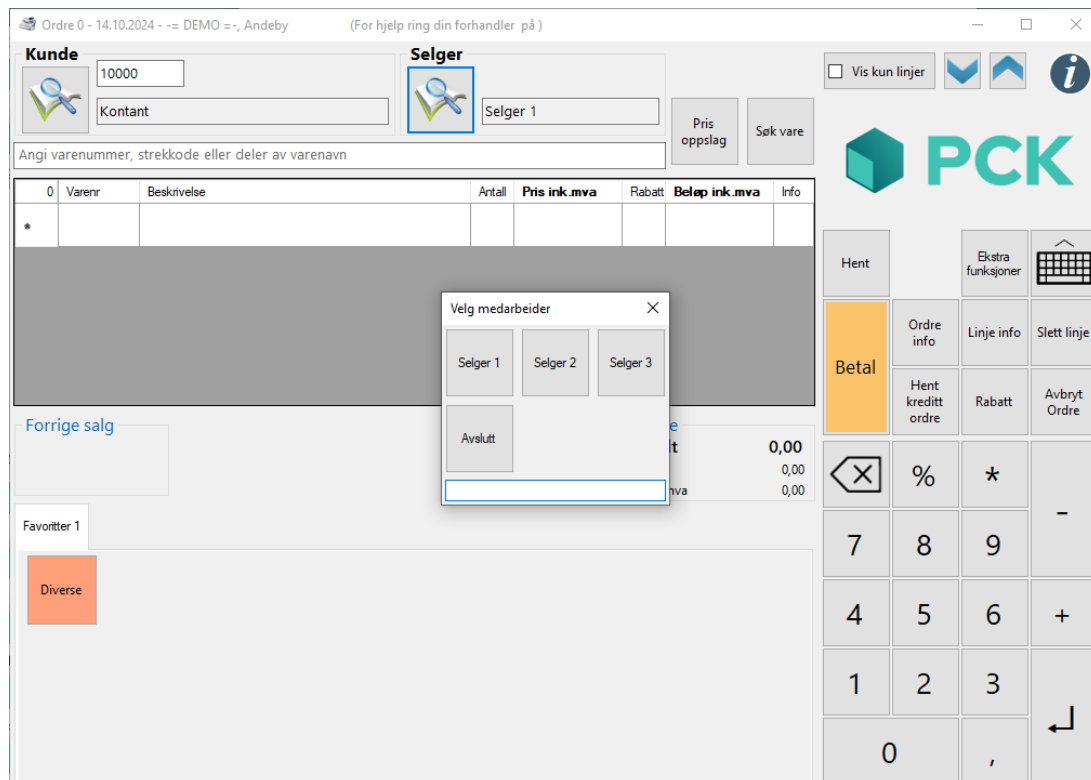 Ordre 0 - 14.10.2024 - -= DEMO =-, Andeby (For hjelp ring din forhandler på )
Kunde
10000
Kontant
Selger
Selger 1
Pris oppslag
Søk vare
Vis kun linjer
i
PCK
Angi varenummer, strekkode eller deler av varenavn
0 Varenr Beskrivelse Antall Pris ink.mva Rabatt Beløp ink.mva Info
*
Velg medarbeider
Selger 1 Selger 2 Selger 3
Avslutt
Forrige salg
e
lt 0,00
0,00
nva 0,00
Favoritter 1
Diverse
Hent
Ekstra
funksjoner
Betal
Ordre
info
Linje info
Slett linje
Hent
kreditt
ordre
Rabatt
Avbryt
Ordre
% * -
7 8 9
4 5 6 +
1 2 3
0 ,